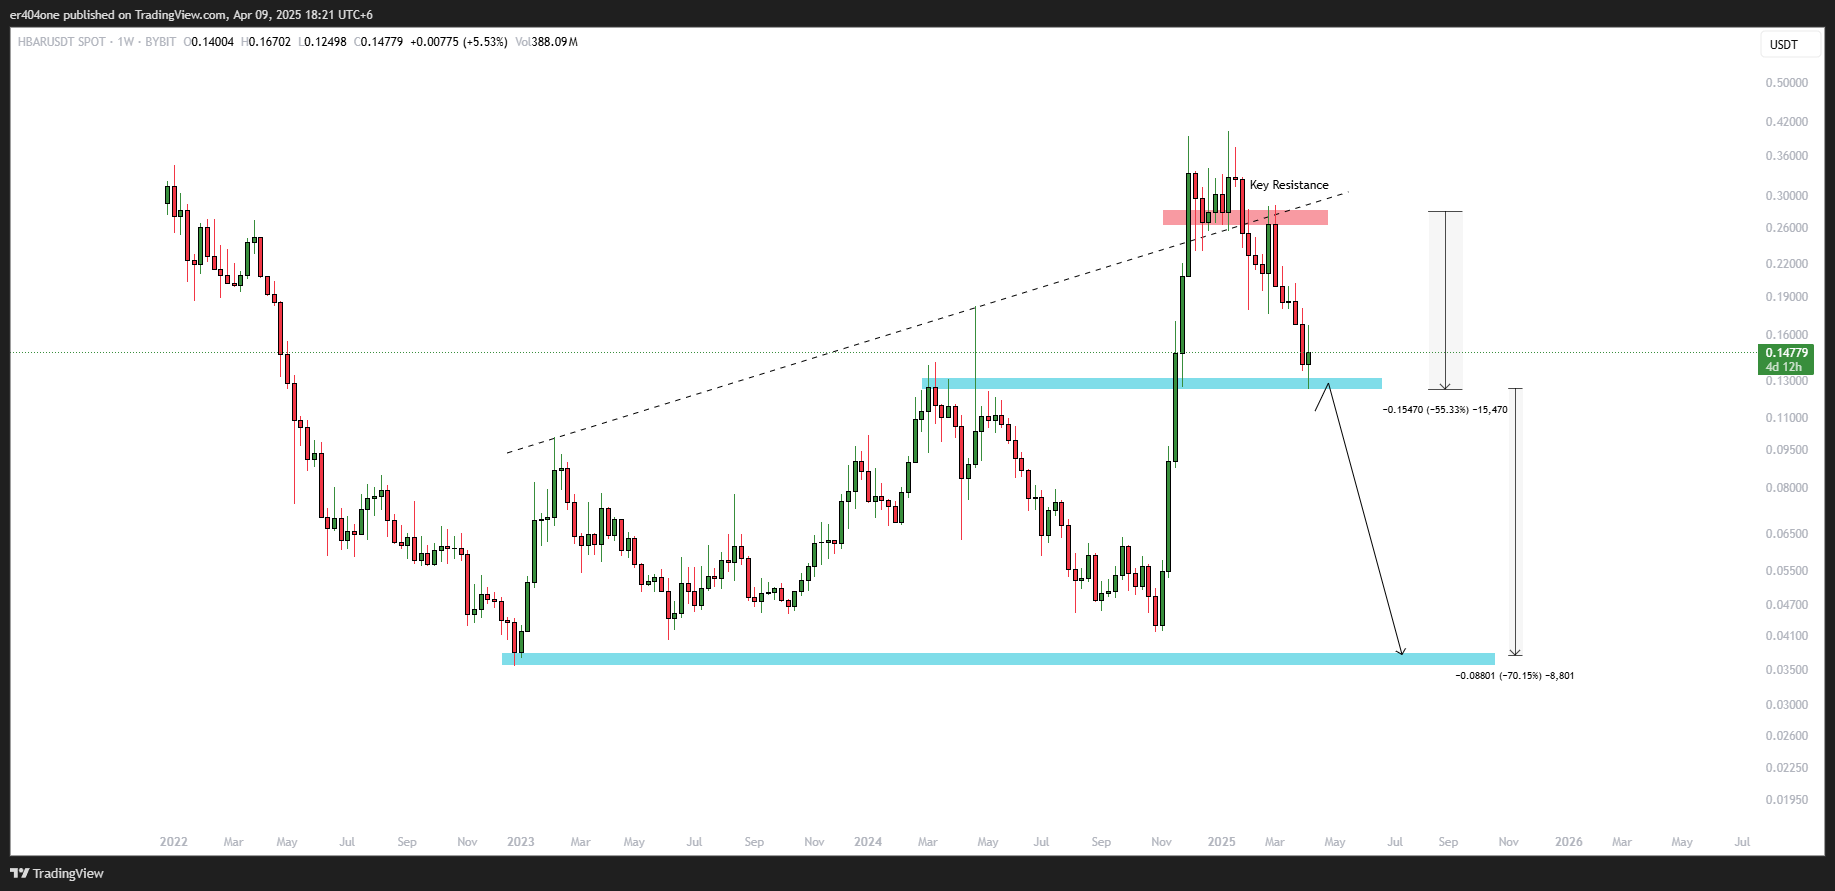 er404one published on TradingView.com, Apr 09, 2025 18:21 UTC+6
HBARUSDT SPOT · 1W · BYBIT O0.14004 H0.16702 L0.12498 C0.14779 +0.00775 (+5.53%) Vol388.09M
USDT
0.50000
0.42000
0.36000
Key Resistance
0.30000
0.26000
0.22000
0.19000
0.16000
0.14779
4d 12h
0.13000
−0.15470 (−55.33%) −15,470
0.11000
0.09500
0.08000
0.06500
0.05500
0.04700
0.04100
0.03500
−0.08801 (−70.15%) −8,801
0.03000
0.02600
0.02250
0.01950
2022 Mar May Jul Sep Nov 2023 Mar May Jul Sep Nov 2024 Mar May Jul Sep Nov 2025 Mar May Jul Sep Nov 2026 Mar May Jul
TradingView